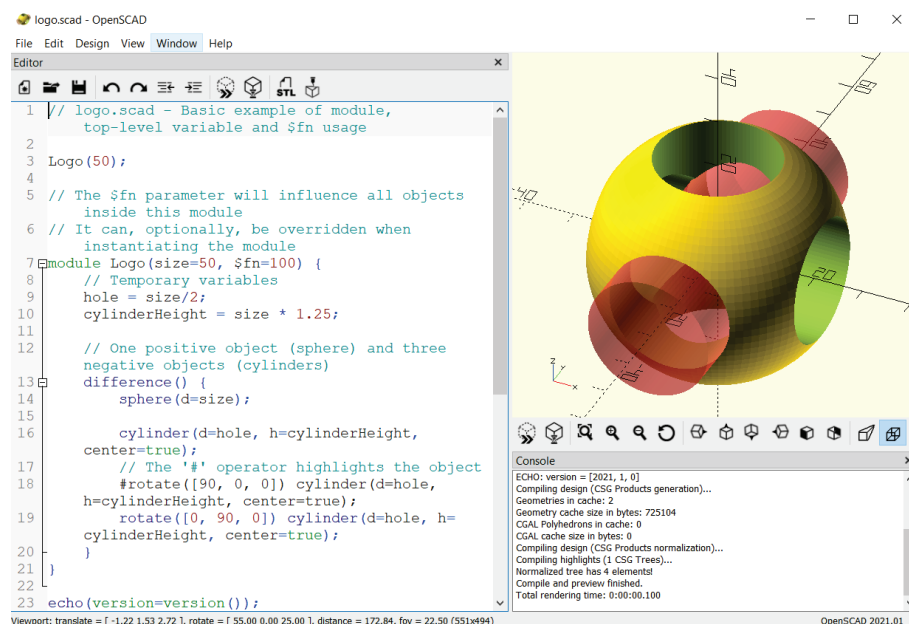 logo.scad - OpenSCAD
File Edit Design View Window Help
Editor
STL
1 // logo.scad - Basic example of module,
top-level variable and $fn usage
2
3 Logo(50);
4
5 // The $fn parameter will influence all objects
inside this module
6 // It can, optionally, be overridden when
instantiating the module
7 module Logo(size=50, $fn=100) {
8 // Temporary variables
9 hole = size/2;
10 cylinderHeight = size * 1.25;
11
12 // One positive object (sphere) and three
negative objects (cylinders)
13 difference() {
14 sphere(d=size);
15
16 cylinder(d=hole, h=cylinderHeight,
center=true);
17 // The '#' operator highlights the object
18 #rotate([90, 0, 0]) cylinder(d=hole,
h=cylinderHeight, center=true);
19 rotate([0, 90, 0]) cylinder(d=hole, h=
cylinderHeight, center=true);
20 }
21 }
22
23 echo(version=version());
40
60
40
20
20
z
y
x
Console
ECHO: version = [2021, 1, 0]
Compiling design (CSG Products generation)...
Geometries in cache: 2
Geometry cache size in bytes: 725104
CGAL Polyhedrons in cache: 0
CGAL cache size in bytes: 0
Compiling design (CSG Products normalization)...
Compiling highlights (1 CSG Trees)...
Normalized tree has 4 elements!
Compile and preview finished.
Total rendering time: 0:00:00.100
Viewport: translate = [ -1.22 1.53 2.72 ], rotate = [ 55.00 0.00 25.00 ], distance = 172.84, fov = 22.50 (551x494)
OpenSCAD 2021.01